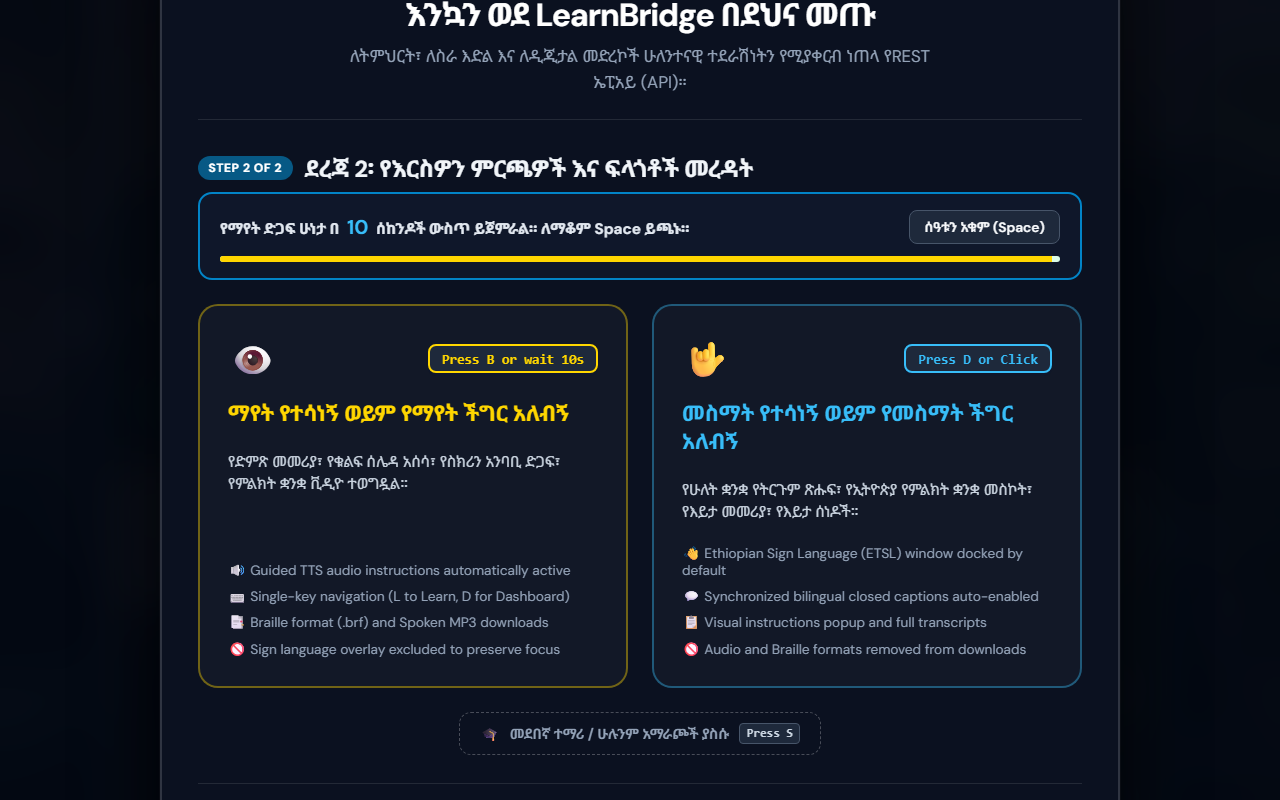 እንኳን ወደ LearnBridge በደህና መጡ
ለትምህርት፣ ለስራ እድል እና ለዲጂታል መድረኮች ሁለንተናዊ ተደራሽነትን የሚያቀርብ ነጠላ የREST
ኤፒአይ (API)።
STEP 2 OF 2
ደረጃ 2፡ የእርስዎን ምርጫዎች እና ፍላጎቶች መረዳት
የማየት ድጋፍ ሁነታ በ 10 ሰከንዶች ውስጥ ይጀምራል። ለማቆም Space ይጫኑ።
ሰዓቱን አቁም (Space)
Press B or wait 10s
ማየት የተሳነኝ ወይም የማየት ችግር አለብኝ
የድምጽ መመሪያ፣ የቁልፍ ሰሌዳ አሰሳ፣ የስክሪን አንባቢ ድጋፍ፣
የምልክት ቋንቋ ቪዲዮ ተወግዷል።
Guided TTS audio instructions automatically active
Single-key navigation (L to Learn, D for Dashboard)
Braille format (.brf) and Spoken MP3 downloads
Sign language overlay excluded to preserve focus
Press D or Click
መስማት የተሳነኝ ወይም የመስማት ችግር
አለብኝ
የሁለት ቋንቋ የትርጉም ጽሑፍ፣ የኢትዮጵያ የምልክት ቋንቋ መስኮት፣
የእይታ መመሪያ፣ የእይታ ሰነዶች።
Ethiopian Sign Language (ETSL) window docked by
default
Synchronized bilingual closed captions auto-enabled
Visual instructions popup and full transcripts
Audio and Braille formats removed from downloads
መደበኛ ተማሪ / ሁሉንም አማራጮች ያስሱ Press S